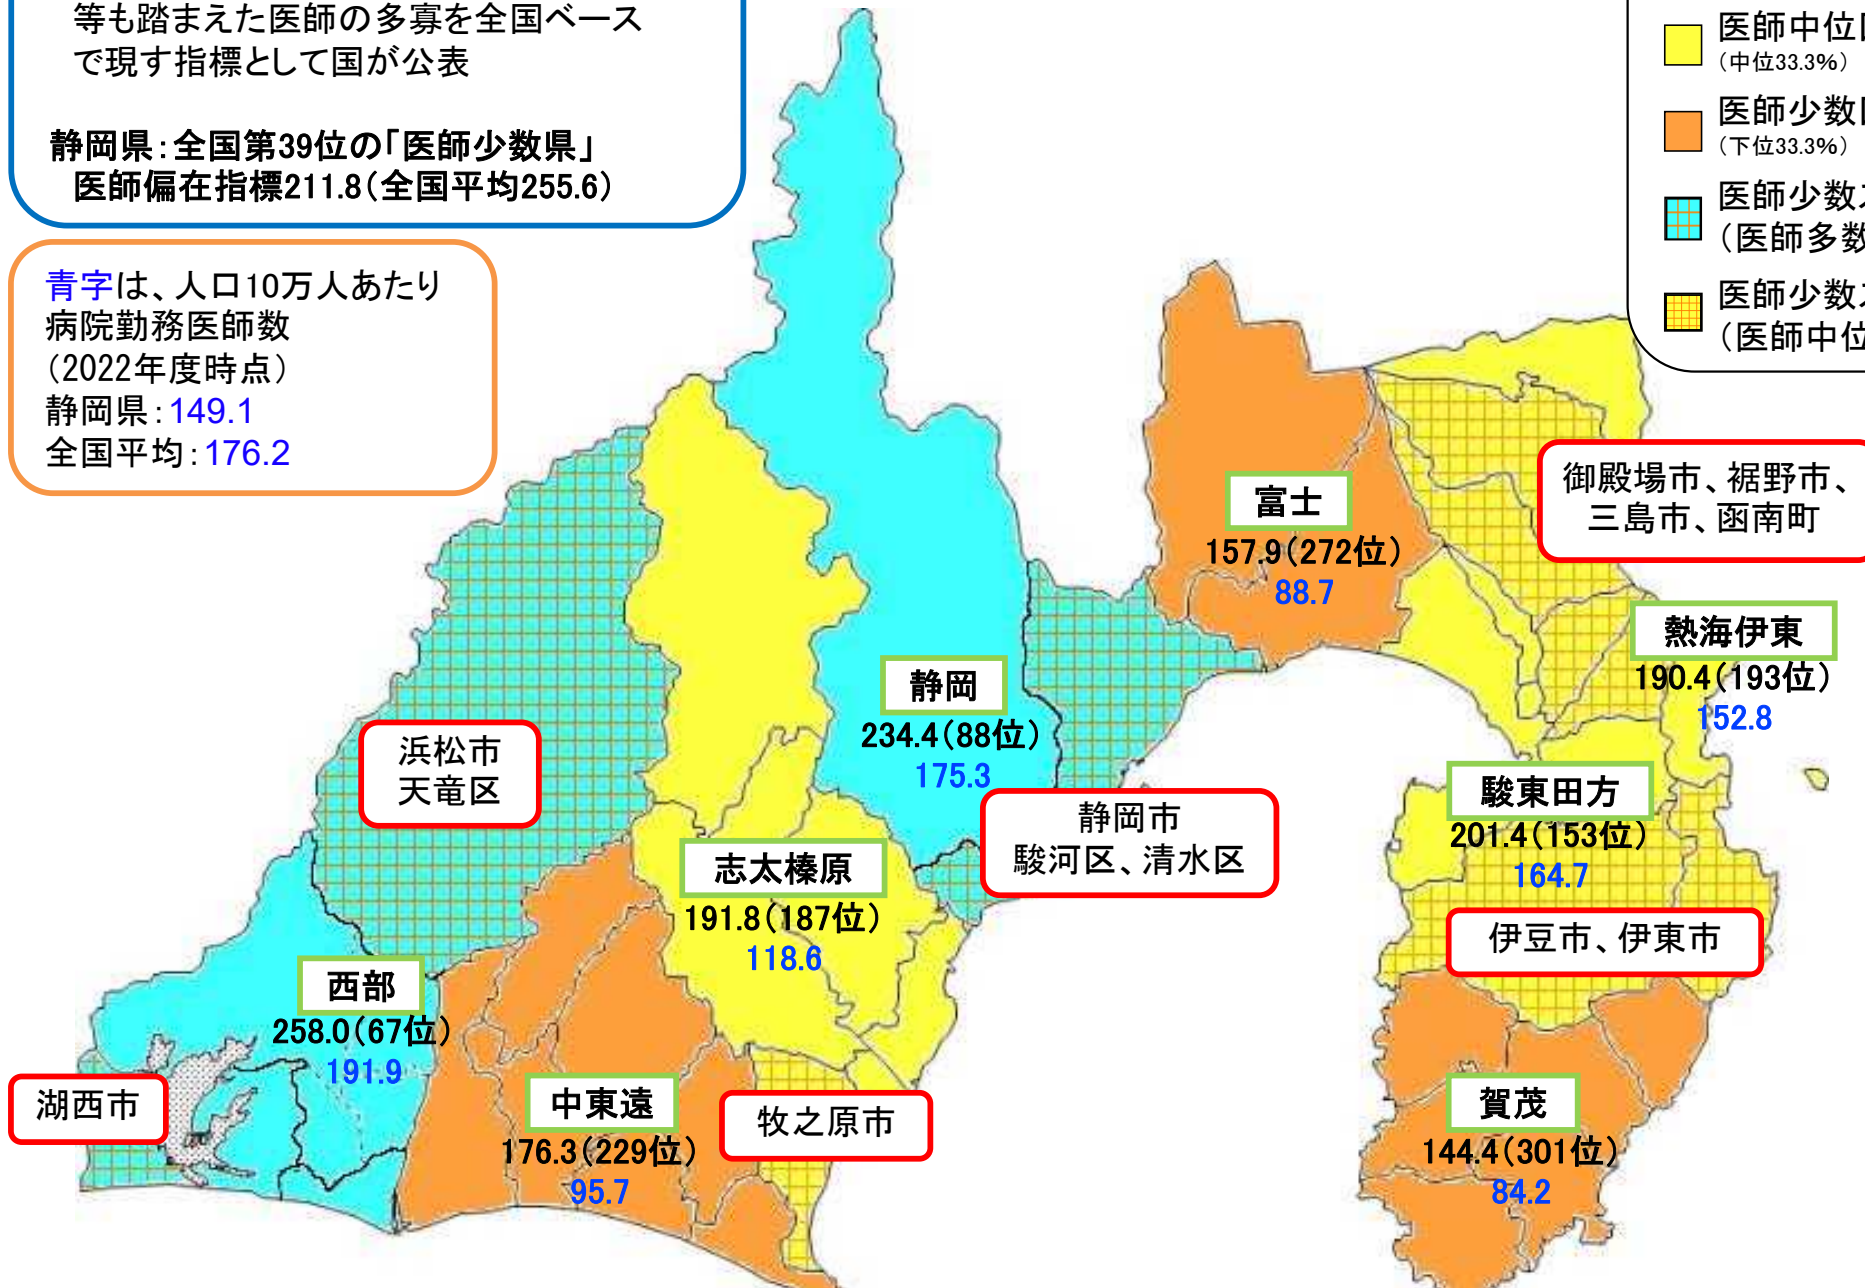 等も踏まえた医師の多寡を全国ベース
で現す指標として国が公表
静岡県：全国第39位の「医師少数県」
医師偏在指標211.8（全国平均255.6）
青字は、人口10万人あたり
病院勤務医師数
（2022年度時点）
静岡県：149.1
全国平均：176.2
医師中位
（中位33.3%）
医師少数
（下位33.3%）
医師少数
（医師多数
医師少数
（医師中位
御殿場市、裾野市、
三島市、函南町
富士
157.9（272位）
88.7
熱海伊東
190.4（193位）
152.8
静岡
234.4（88位）
175.3
浜松市
天竜区
静岡市
駿河区、清水区
駿東田方
201.4（153位）
164.7
志太榛原
191.8（187位）
118.6
伊豆市、伊東市
西部
258.0（67位）
191.9
湖西市
中東遠
176.3（229位）
95.7
牧之原市
賀茂
144.4（301位）
84.2